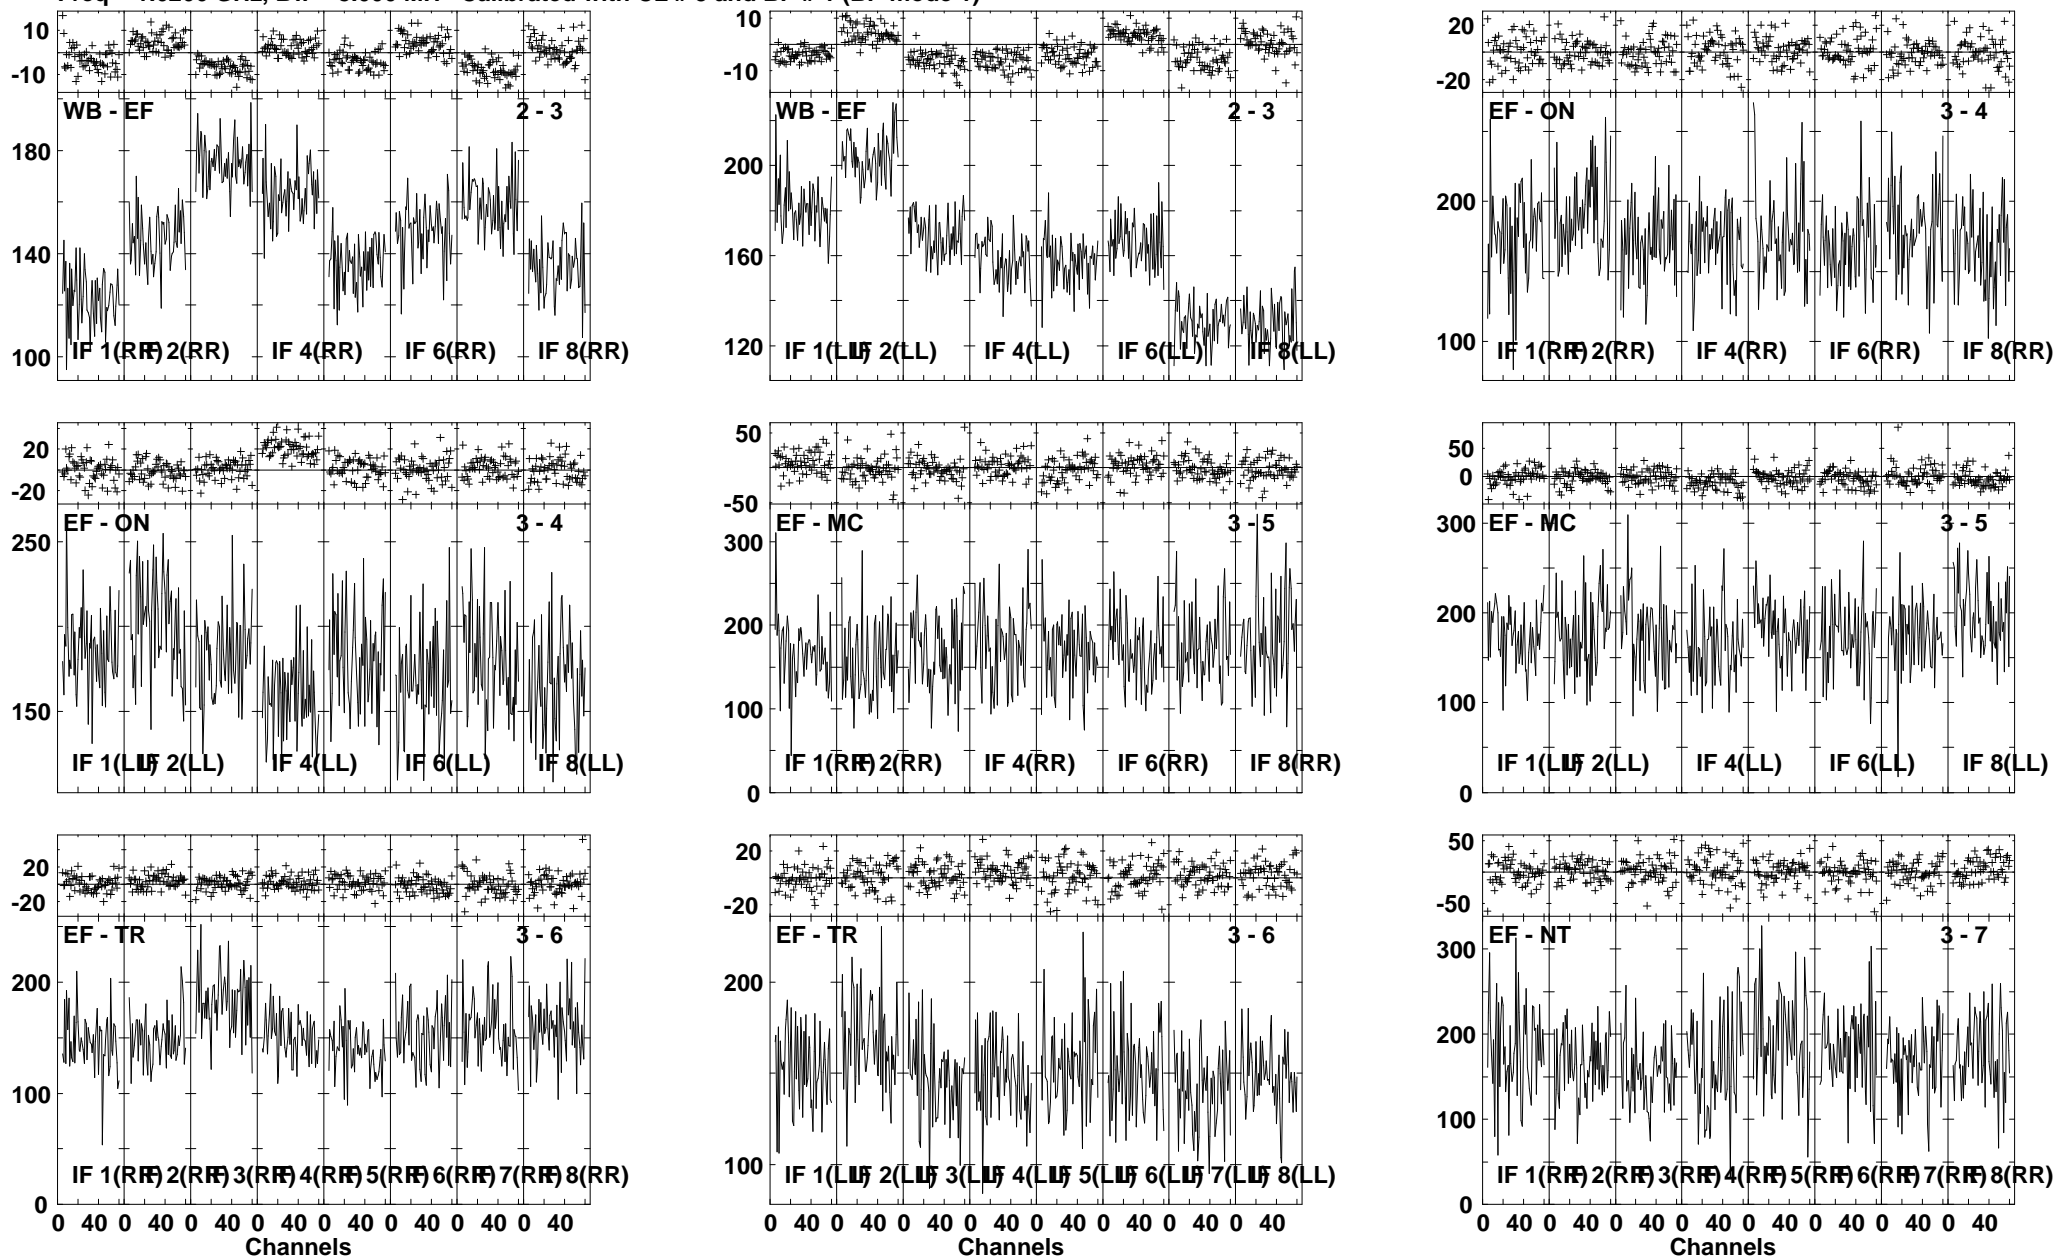 10 10 20
-10 -10 -20
WB - EF 2 - 3 WB - EF 2 - 3 EF - ON 3 - 4
180 200 200
140 160
100 120 100
IF 1(RR) IF 2(RR) IF 4(RR) IF 6(RR) IF 8(RR) IF 1(LL) IF 2(LL) IF 4(LL) IF 6(LL) IF 8(LL) IF 1(RR) IF 2(RR) IF 4(RR) IF 6(RR) IF 8(RR)
20 50 50
-20 -50 0
EF - ON 3 - 4 EF - MC 3 - 5 EF - MC 3 - 5
250 300 300
200 200
150 100 100
IF 1(LL) IF 2(LL) IF 4(LL) IF 6(LL) IF 8(LL) IF 1(RR) IF 2(RR) IF 4(RR) IF 6(RR) IF 8(RR) IF 1(LL) IF 2(LL) IF 4(LL) IF 6(LL) IF 8(LL)
0 0
20 20 50
-20 -20 -50
EF - TR 3 - 6 EF - TR 3 - 6 EF - NT 3 - 7
200 200 300
200
100 100 100
IF 1(RR) IF 2(RR) IF 3(RR) IF 4(RR) IF 5(RR) IF 6(RR) IF 7(RR) IF 8(RR) IF 1(LL) IF 2(LL) IF 3(LL) IF 4(LL) IF 5(LL) IF 6(LL) IF 7(LL) IF 8(LL) IF 1(RR) IF 2(RR) IF 3(RR) IF 4(RR) IF 5(RR) IF 6(RR) IF 7(RR) IF 8(RR)
0 0
0 40 0 40 0 40 0 40 0 40 0 40 0 40 0 40 0 40 0 40 0 40 0 40 0 40 0 40 0 40 0 40 0 40 0 40 0 40 0 40 0 40 0 40 0 40 0 40
Channels Channels Channels